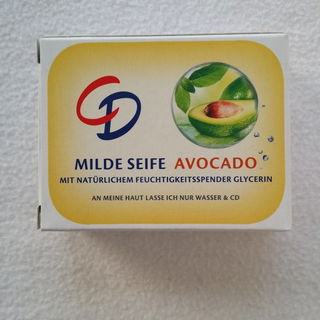 CD
MILDE SEIFE AVOCADO
MIT NATÜRLICHEM FEUCHTIGKEITSSPENDER GLYCERIN
AN MEINE HAUT LASSE ICH NUR WASSER & CD